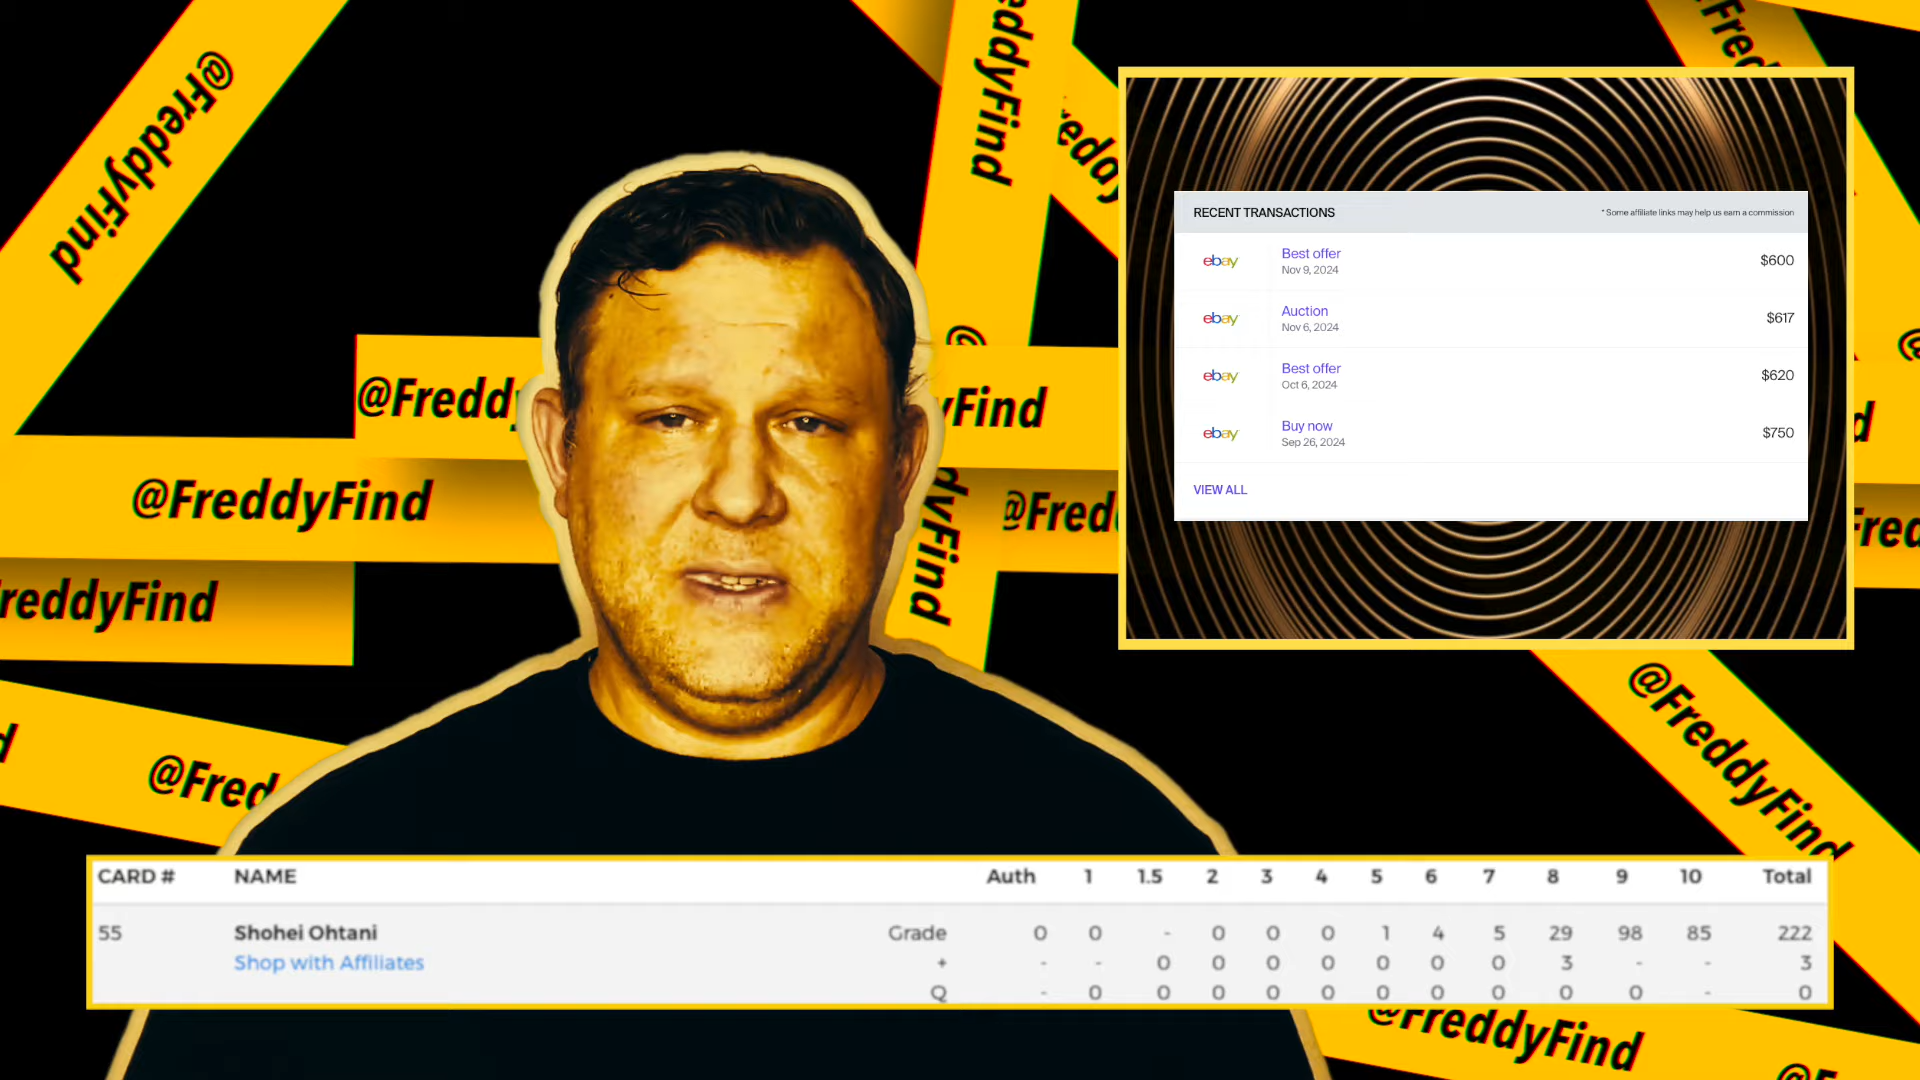 @FreddyFind
@FreddyFind
@Freddy
@FreddyFind
reddyFind
@Fred
eddyFind
Freddy
yFind
dyFind
@Fred
RECENT TRANSACTIONS
* Some affiliate links may help us earn a commission
ebay
Best offer
Nov 9, 2024
$600
ebay
Auction
Nov 6, 2024
$617
ebay
Best offer
Oct 6, 2024
$620
ebay
Buy now
Sep 26, 2024
$750
VIEW ALL
Fred
@FreddyFind
CARD # NAME Auth 1 1.5 2 3 4 5 6 7 8 9 10 Total
55 Shohei Ohtani Grade 0 0 - 0 0 0 1 4 5 29 98 85 222
Shop with Affiliates + - - 0 0 0 0 0 0 0 3 - - 3
Q - 0 0 0 0 0 0 0 0 0 0 - 0
@FreddyFind